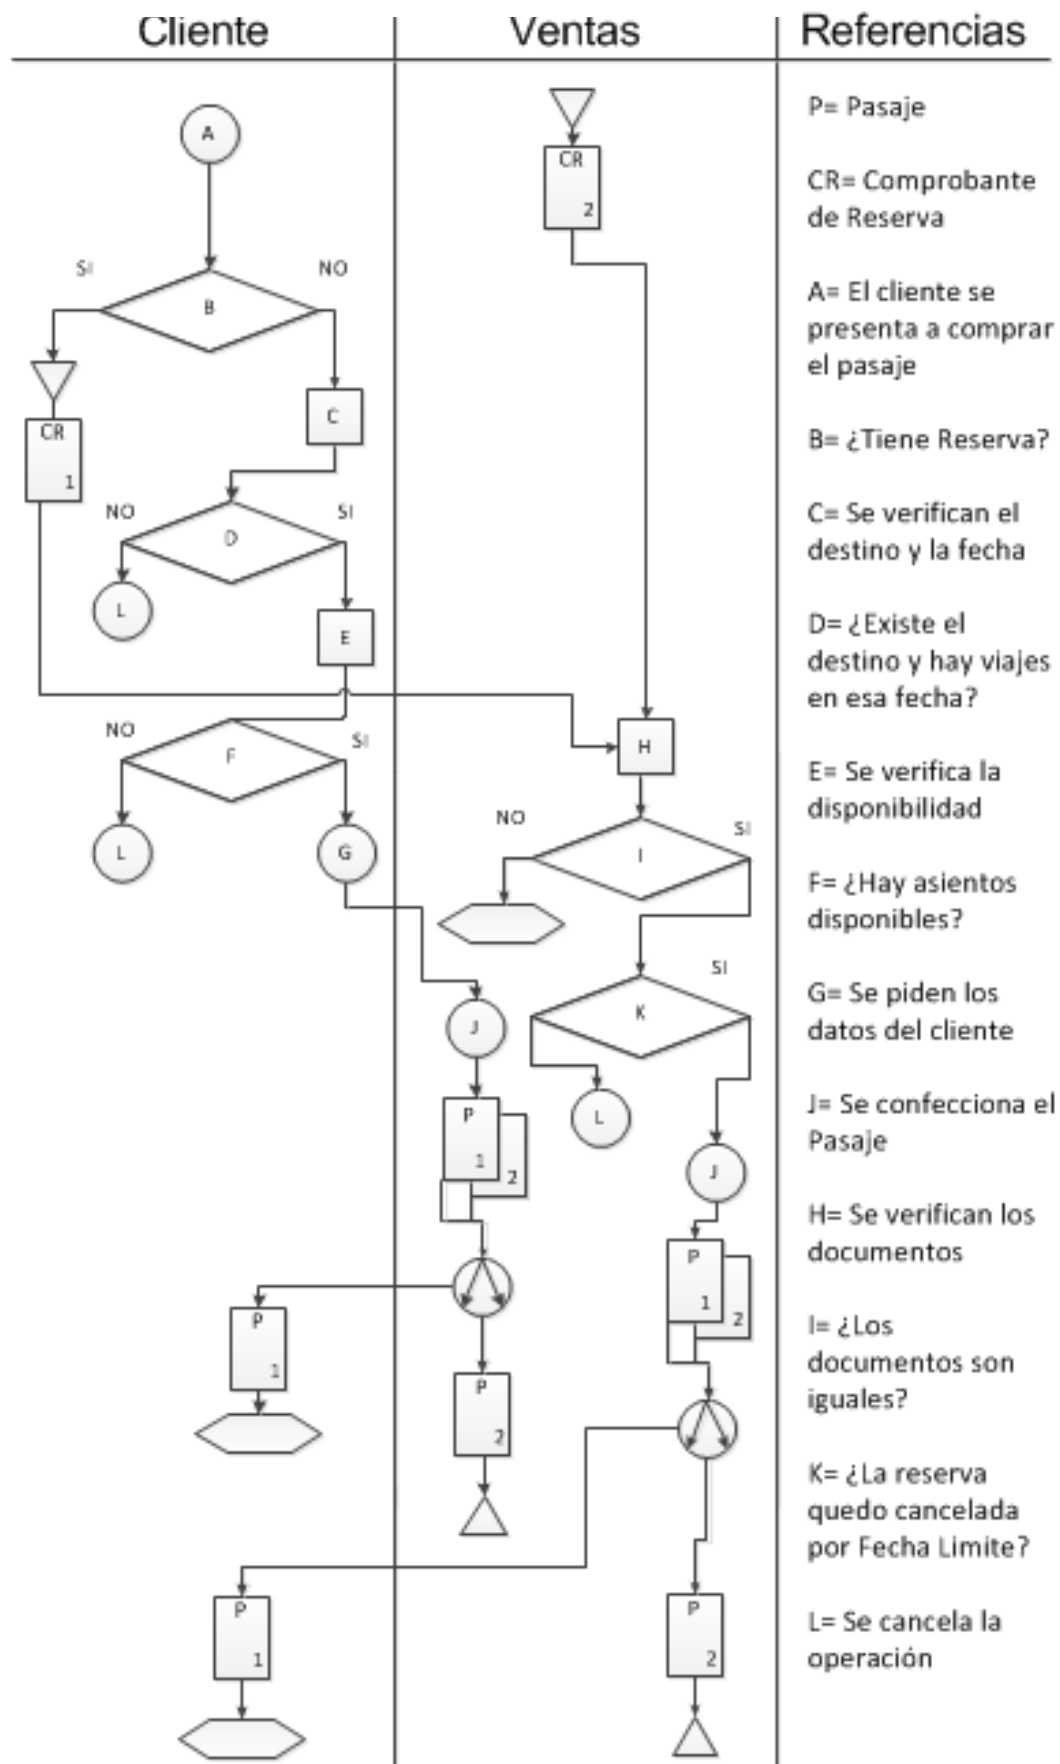 Cliente
Ventas
Referencias
A
SI
NO
B
C
CR
1
NO
SI
D
L
E
NO
SI
F
L
G
CR
2
H
NO
SI
I
SI
K
J
L
P
1
2
J
P
1
2
P
1
P
2
P
1
P
2
P= Pasaje
CR= Comprobante
de Reserva
A= El cliente se
presenta a comprar
el pasaje
B= ¿Tiene Reserva?
C= Se verifican el
destino y la fecha
D= ¿Existe el
destino y hay viajes
en esa fecha?
E= Se verifica la
disponibilidad
F= ¿Hay asientos
disponibles?
G= Se piden los
datos del cliente
J= Se confecciona el
Pasaje
H= Se verifican los
documentos
I= ¿Los
documentos son
iguales?
K= ¿La reserva
quedo cancelada
por Fecha Limite?
L= Se cancela la
operación